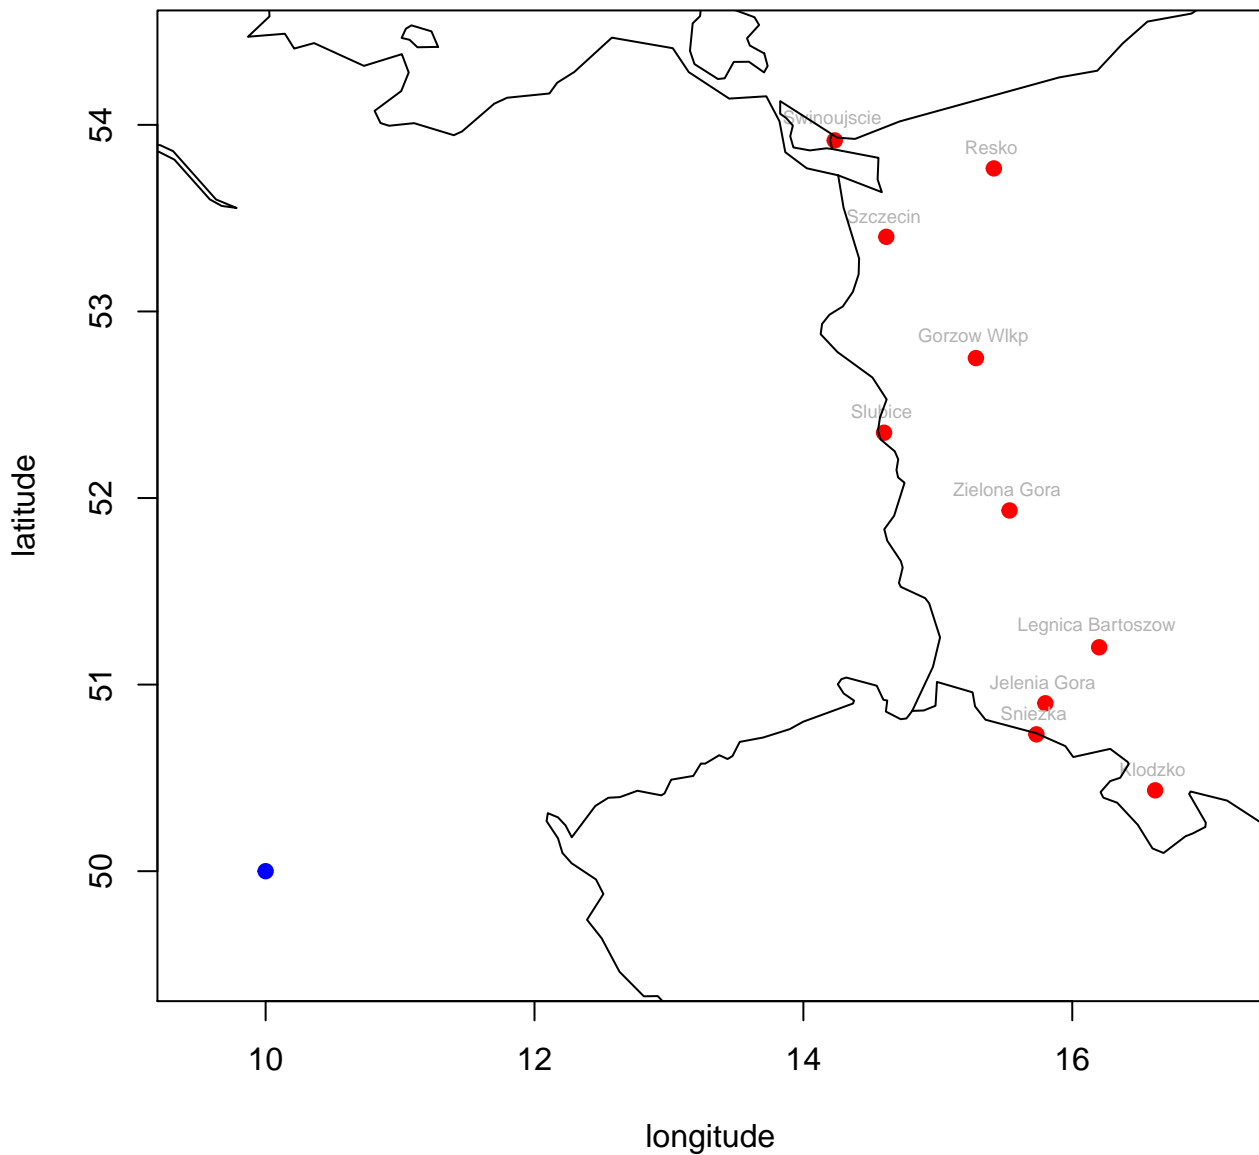 54
Swinoujscie
Resko
Szczecin
53
Gorzow Wlkp
Slubice
latitude
52
Zielona Gora
Legnica Bartoszow
51
Jelenia Gora
Sniezka
Klodzko
50
10 12 14 16
longitude